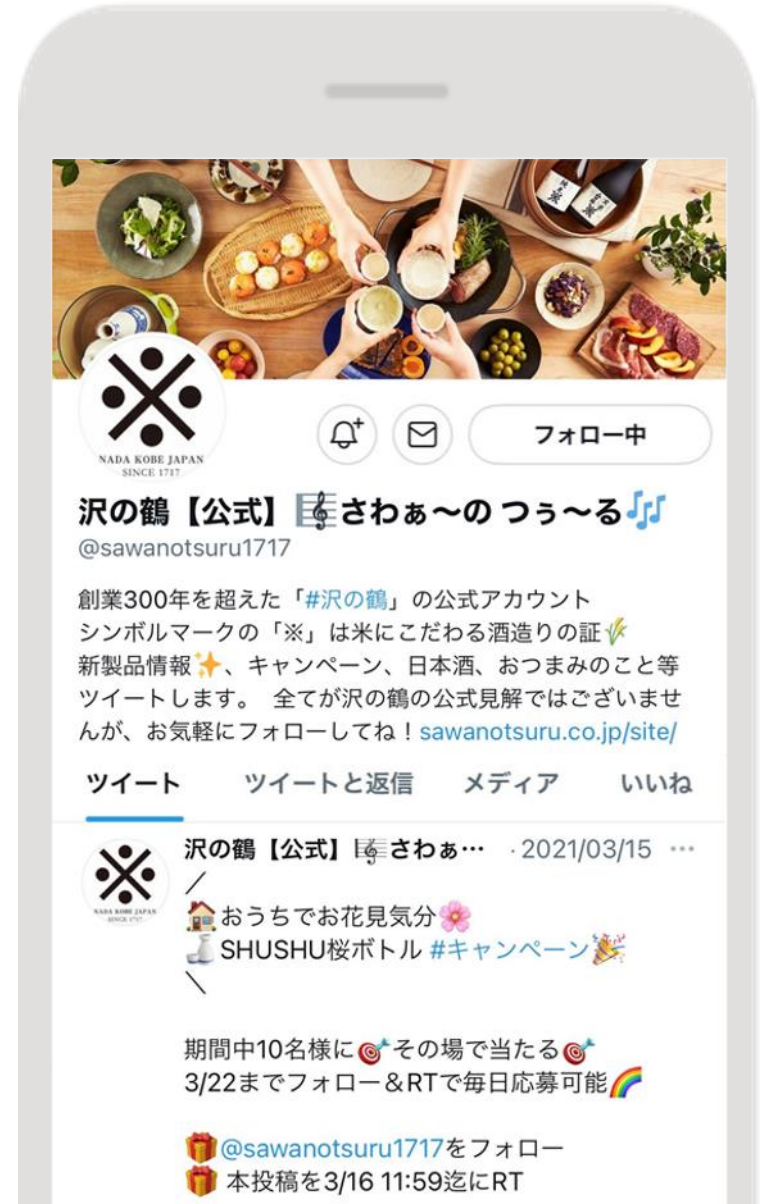 NADA KOBE JAPAN
SINCE 1717
フォロー中
沢の鶴【公式】🎼さわぁ〜の つぅ〜る🎶
@sawanotsuru1717
創業300年を超えた「#沢の鶴」の公式アカウント
シンボルマークの「※」は米にこだわる酒造りの証🌾
新製品情報✨、キャンペーン、日本酒、おつまみのこと等
ツイートします。 全てが沢の鶴の公式見解ではございませ
んが、お気軽にフォローしてね！sawanotsuru.co.jp/site/
ツイート ツイートと返信 メディア いいね
沢の鶴【公式】🎼さわぁ… ·2021/03/15 …
NADA KOBE JAPAN
SINCE 1717
／
🏠おうちでお花見気分🌸
🍶SHUSHU桜ボトル #キャンペーン🎉
＼
期間中10名様に🎯その場で当たる🎯
3/22までフォロー＆RTで毎日応募可能🌈
🎁@sawanotsuru1717をフォロー
🎁 本投稿を3/16 11:59迄にRT